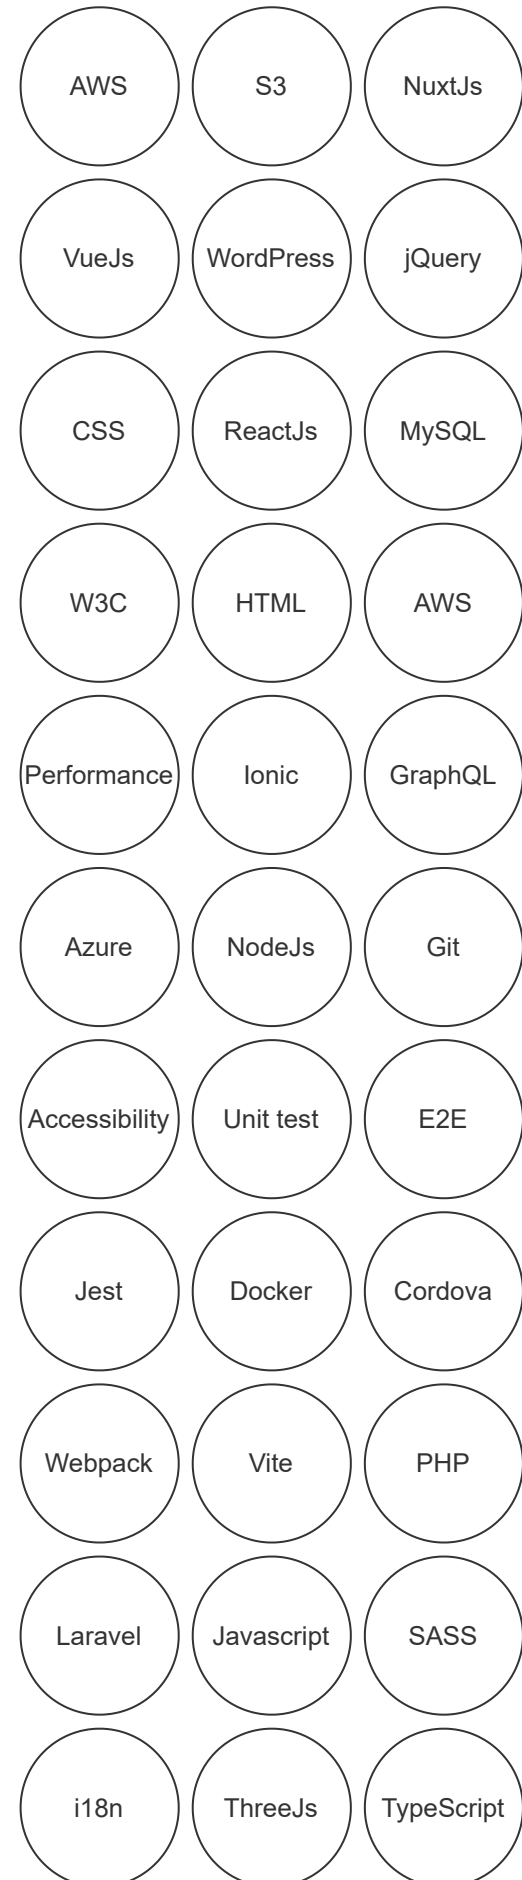 AWS
S3
NuxtJs
VueJs
WordPress
jQuery
CSS
ReactJs
MySQL
W3C
HTML
AWS
Performance
Ionic
GraphQL
Azure
NodeJs
Git
Accessibility
Unit test
E2E
Jest
Docker
Cordova
Webpack
Vite
PHP
Laravel
Javascript
SASS
i18n
ThreeJs
TypeScript